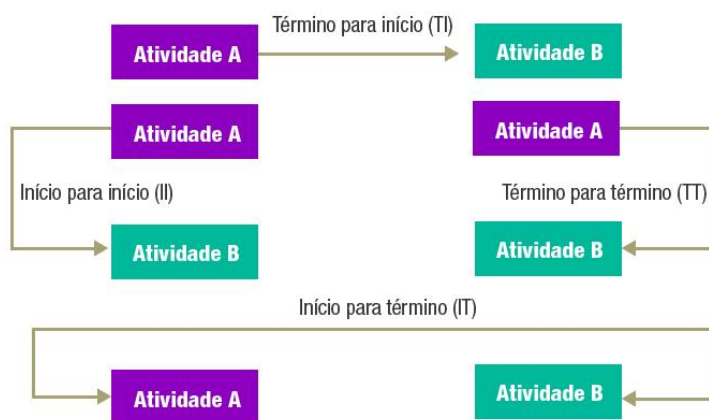 Término para início (TI)
Atividade A
Atividade B
Atividade A
Atividade A
Início para início (II)
Término para término (TT)
Atividade B
Atividade B
Início para término (IT)
Atividade A
Atividade B